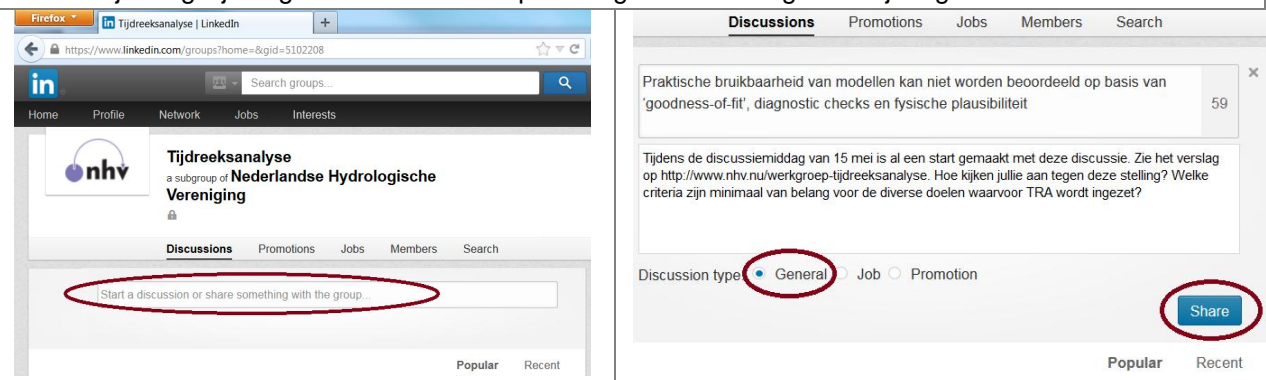 Firefox
Tijdreeksanalyse | LinkedIn
+
https://www.linkedin.com/groups?home=&gid=5102208
in
Search groups...
Home Profile Network Jobs Interests
nhv
Tijdreeksanalyse
a subgroup of Nederlandse Hydrologische
Vereniging
Discussions Promotions Jobs Members Search
Start a discussion or share something with the group...
Popular Recent
Discussions Promotions Jobs Members Search
Praktische bruikbaarheid van modellen kan niet worden beoordeeld op basis van
'goodness-of-fit', diagnostic checks en fysische plausibiliteit
59
Tijdens de discussiemiddag van 15 mei is al een start gemaakt met deze discussie. Zie het verslag
op http://www.nhv.nu/werkgroep-tijdreeksanalyse. Hoe kijken jullie aan tegen deze stelling? Welke
criteria zijn minimaal van belang voor de diverse doelen waarvoor TRA wordt ingezet?
Discussion type: General Job Promotion
Share
Popular Recent